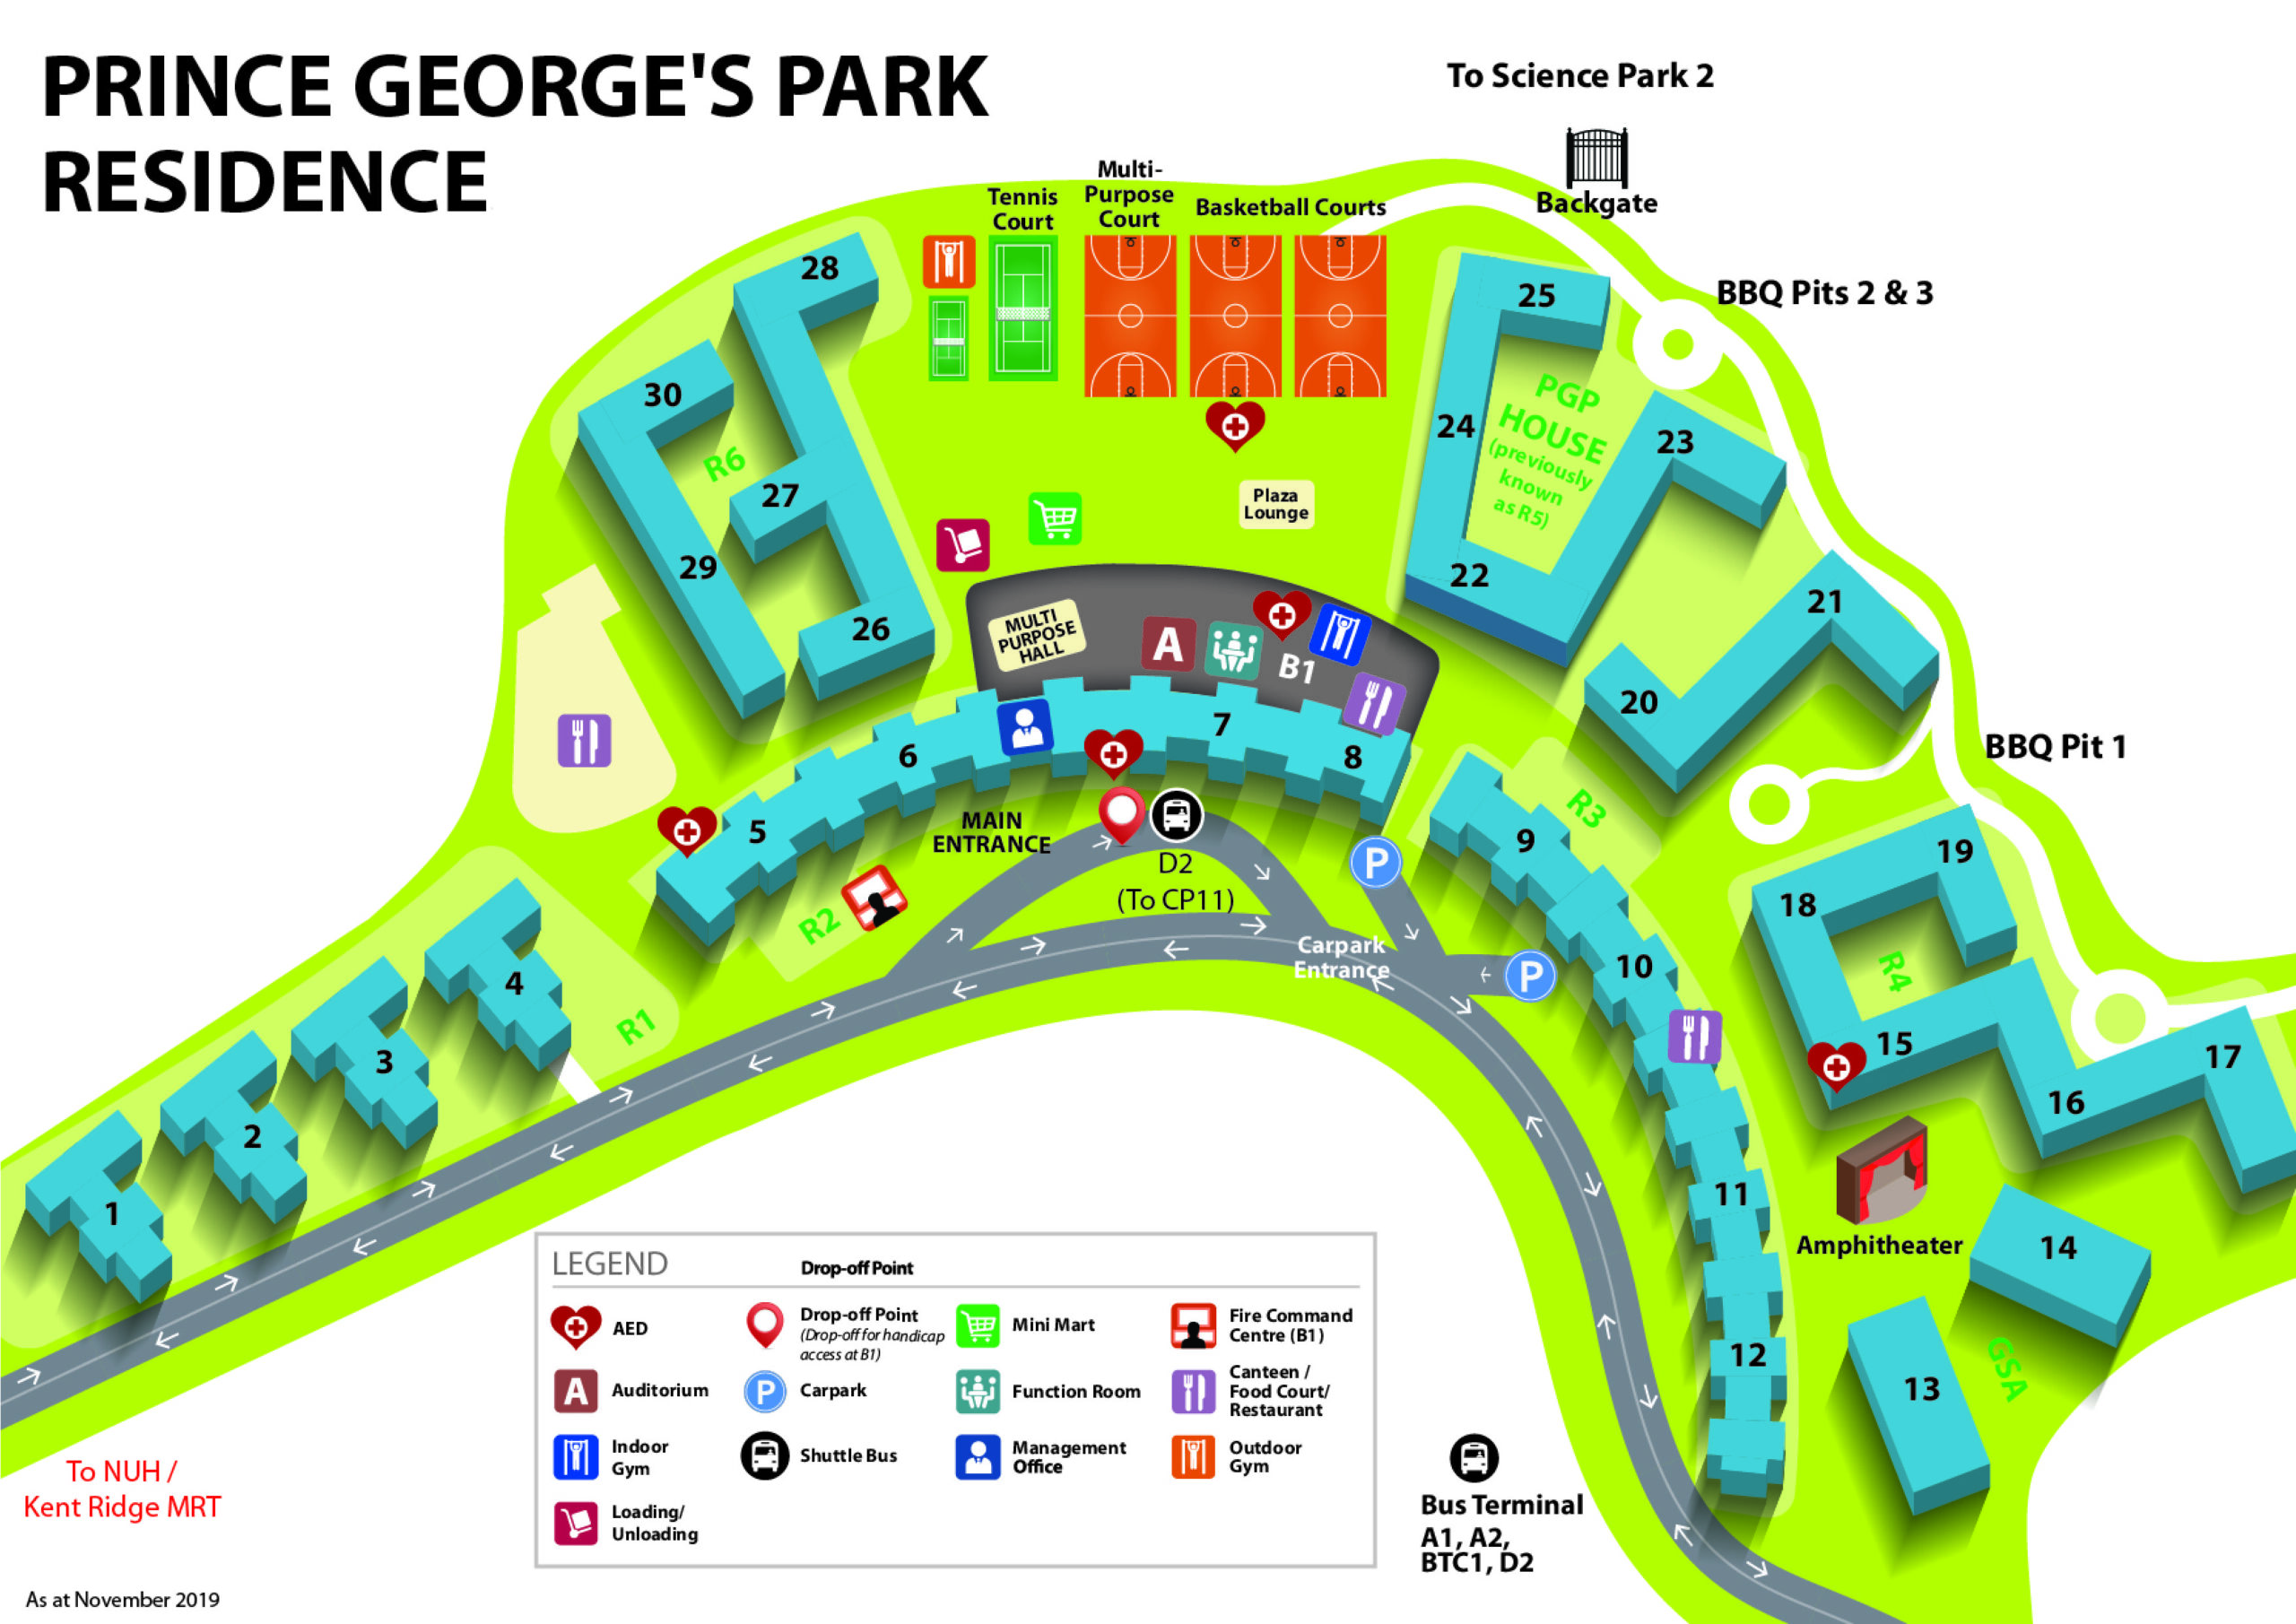 PRINCE GEORGE'S PARK
RESIDENCE
To Science Park 2
Backgate
Multi-
Purpose
Court
Tennis
Court
Basketball Courts
BBQ Pits 2 & 3
28
25
30
R6
27
29
26
24
PGP
HOUSE
(previously
known
as R5)
23
22
21
20
Plaza
Lounge
MULTI
PURPOSE
HALL
A
B1
BBQ Pit 1
5
6
7
8
R2
MAIN
ENTRANCE
D2
(To CP11)
P
Carpark
Entrance
P
R3
9
10
11
12
19
18
R4
15
16
17
4
R1
3
2
1
Amphitheater
14
13
GSA
LEGEND
Drop-off Point
AED
Drop-off Point
(Drop-off for handicap
access at B1)
Mini Mart
Fire Command
Centre (B1)
A
Auditorium
P
Carpark
Function Room
Canteen /
Food Court/
Restaurant
Indoor
Gym
Shuttle Bus
Management
Office
Outdoor
Gym
Loading/
Unloading
Bus Terminal
A1, A2,
BTC1, D2
To NUH /
Kent Ridge MRT
As at November 2019